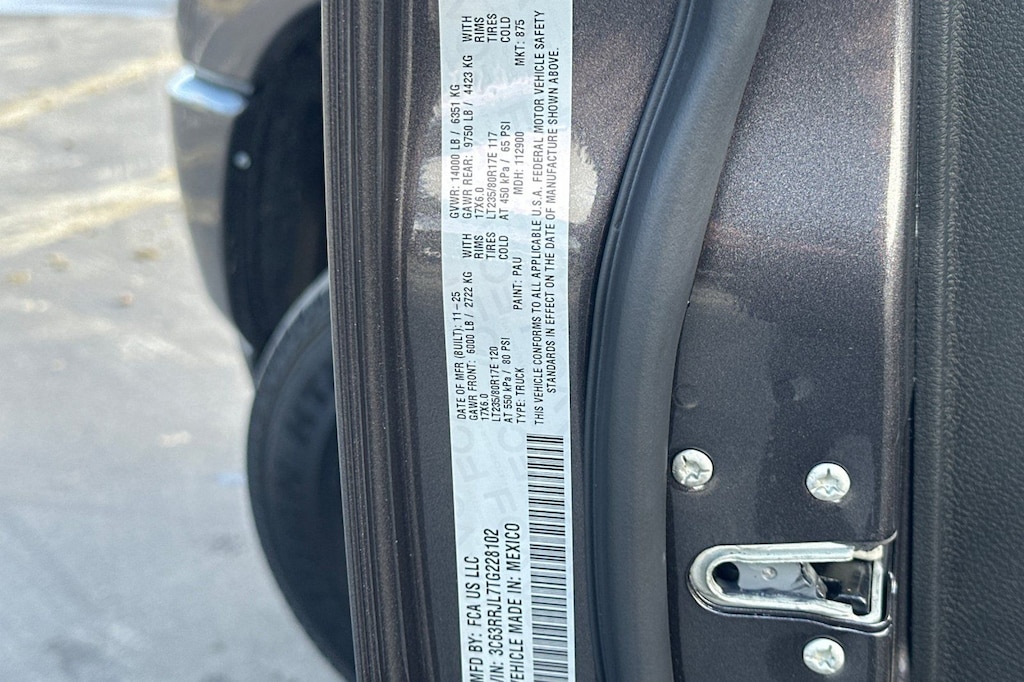 MFD BY: FCA US LLC
VIN: 3C63RRJL7TG228102
VEHICLE MADE IN: MEXICO
DATE OF MFR (BUILT): 11-25 GVWR: 14000 LB / 6351 KG
GAWR FRONT: 6000 LB / 2722 KG WITH GAWR REAR: 9750 LB / 4423 KG WITH
17X6.0 RIMS 17X6.0 RIMS
LT235/80R17E 120 TIRES LT235/80R17E 117 TIRES
AT 550 kPa / 80 PSI COLD AT 450 kPa / 65 PSI COLD
TYPE: TRUCK PAINT: PAU MDH: 112900 MKT: 875
THIS VEHICLE CONFORMS TO ALL APPLICABLE U.S.A. FEDERAL MOTOR VEHICLE SAFETY
STANDARDS IN EFFECT ON THE DATE OF MANUFACTURE SHOWN ABOVE.